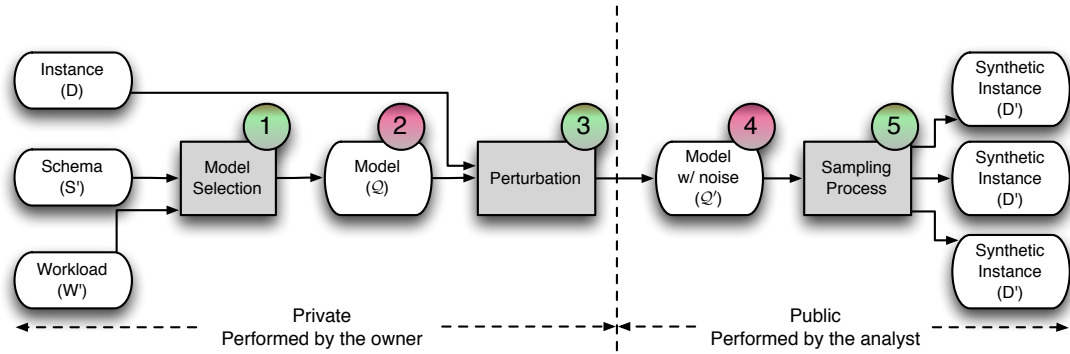 Instance
(D)
Schema
(S')
Workload
(W')
1
Model
Selection
2
Model
(𝒬)
3
Perturbation
4
Model
w/ noise
(𝒬')
5
Sampling
Process
Synthetic
Instance
(D')
Synthetic
Instance
(D')
Synthetic
Instance
(D')
Private
Performed by the owner
Public
Performed by the analyst